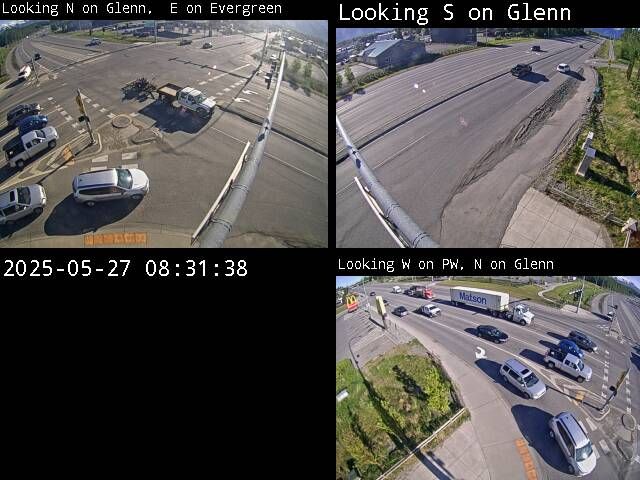 Looking N on Glenn,  E on Evergreen
Looking S on Glenn
2025-05-27 08:31:38
Looking W on PW, N on Glenn
Matson